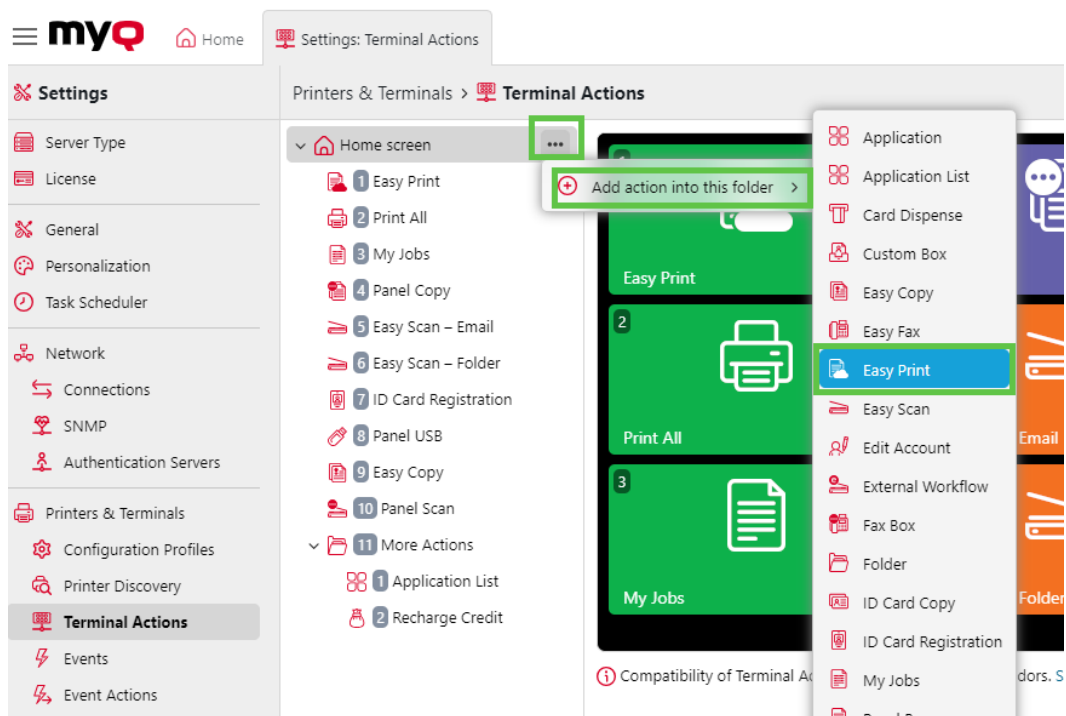 myQ
Home
Settings: Terminal Actions
Settings
Printers & Terminals > Terminal Actions
Server Type
License
General
Personalization
Task Scheduler
Network
Connections
SNMP
Authentication Servers
Printers & Terminals
Configuration Profiles
Printer Discovery
Terminal Actions
Events
Event Actions
Home screen
1 Easy Print
2 Print All
3 My Jobs
4 Panel Copy
5 Easy Scan – Email
6 Easy Scan – Folder
7 ID Card Registration
8 Panel USB
9 Easy Copy
10 Panel Scan
11 More Actions
1 Application List
2 Recharge Credit
Add action into this folder
Easy Print
2
Print All
3
My Jobs
Email
Folder
Compatibility of Terminal
Application
Application List
Card Dispense
Custom Box
Easy Copy
Easy Fax
Easy Print
Easy Scan
Edit Account
External Workflow
Fax Box
Folder
ID Card Copy
ID Card Registration
My Jobs